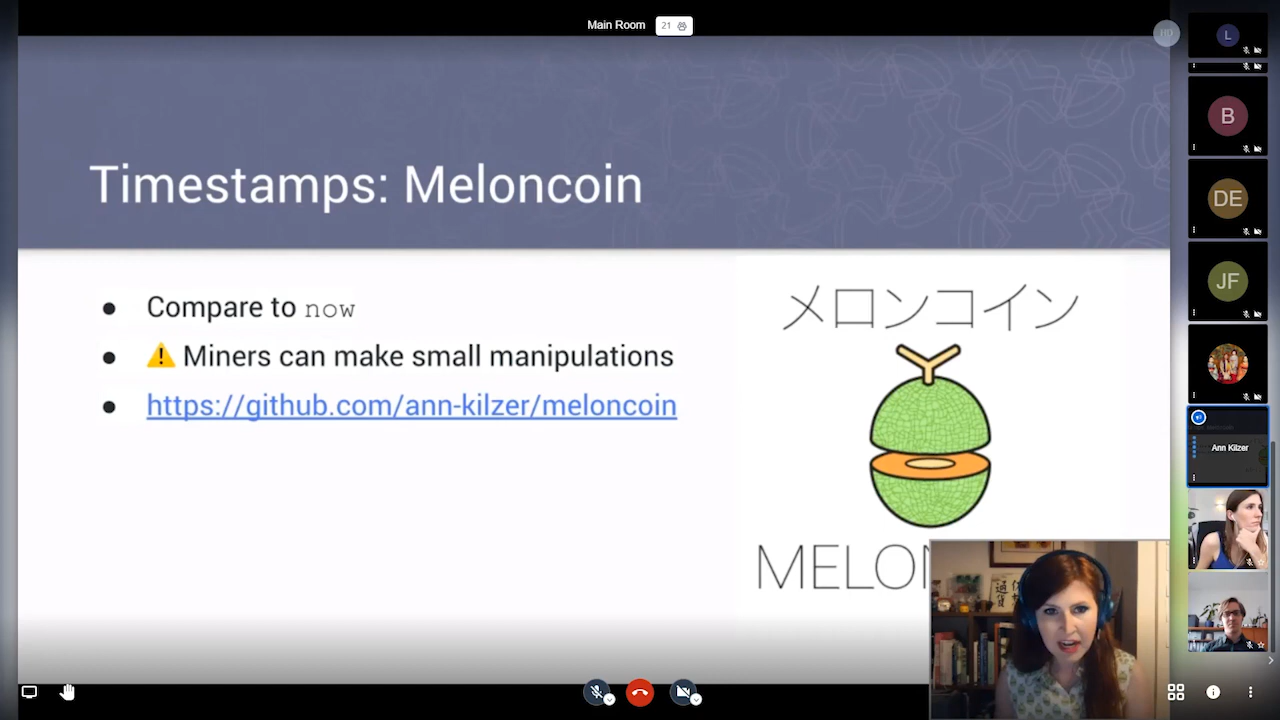 Main Room 21
HD
L
Timestamps: Meloncoin
B
DE
JF
Compare to now
Miners can make small manipulations
https://github.com/ann-kilzer/meloncoin
メロンコイン
Ann Kilzer